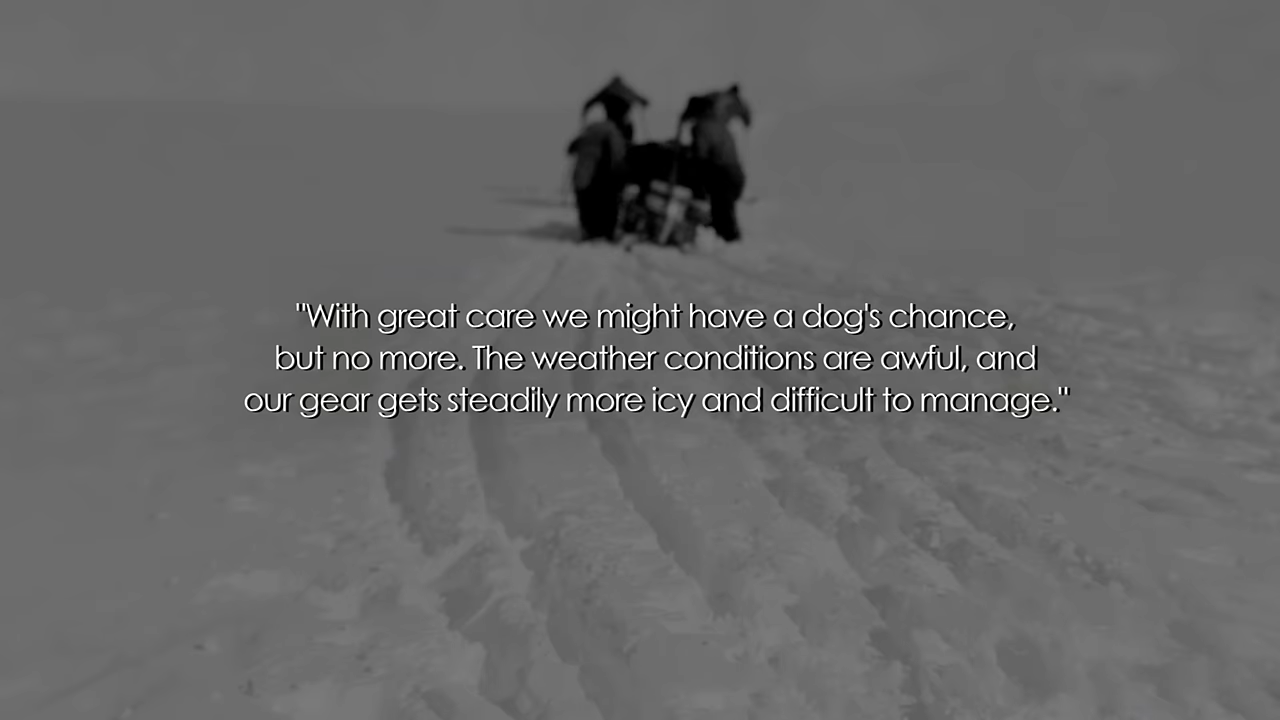 "With great care we might have a dog's chance,
but no more. The weather conditions are awful, and
our gear gets steadily more icy and difficult to manage."